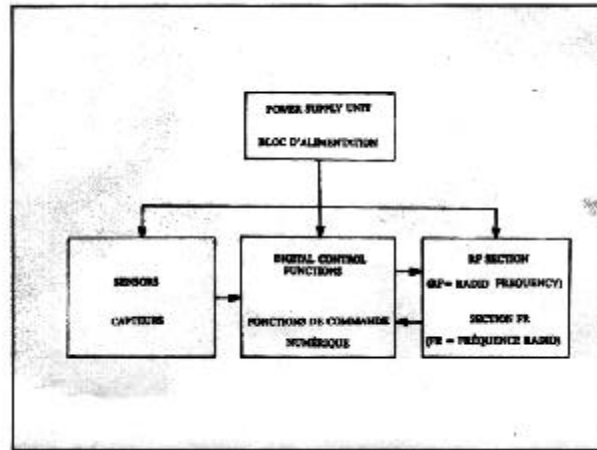 POWER SUPPLY UNIT
BLOC D'ALIMENTATION
SENSORS
CAPTEURS
DIGITAL CONTROL
FUNCTIONS
FONCTIONS DE COMMANDE
NUMÉRIQUE
RF SECTION
(RF= RADIO FREQUENCY)
SECTION FR
(FR = FRÉQUENCE RADIO)